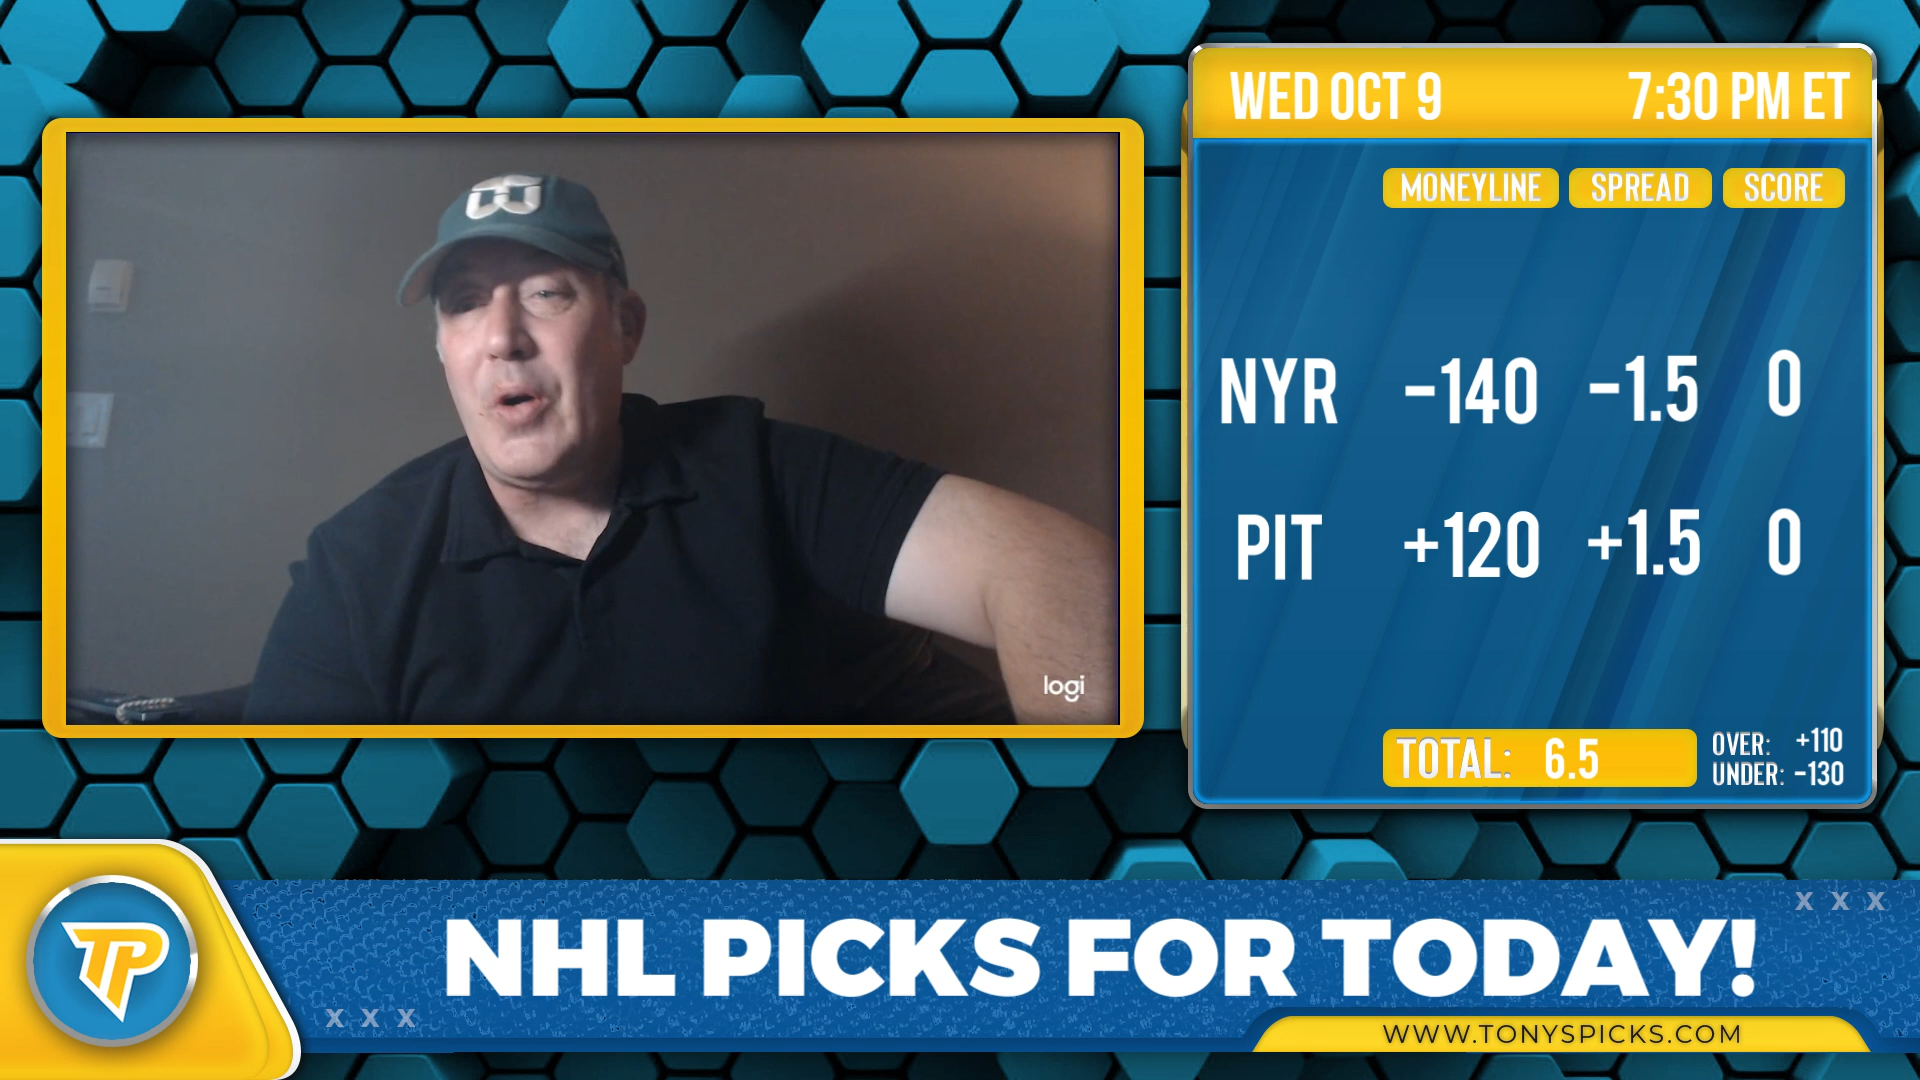 WED OCT 9 7:30 PM ET
MONEYLINE SPREAD SCORE
NYR -140 -1.5 0
PIT +120 +1.5 0
TOTAL: 6.5
OVER: +110
UNDER: -130
logi
TP
NHL PICKS FOR TODAY!
X X X
X X X
WWW.TONYSPICKS.COM